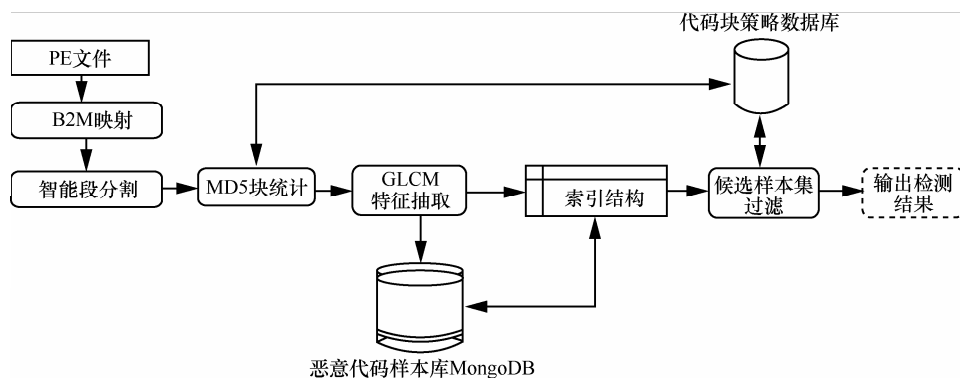 代码块策略数据库
PE文件
B2M映射
智能段分割
MD5块统计
GLCM
特征抽取
索引结构
候选样本集
过滤
输出检测
结果
恶意代码样本库MongoDB